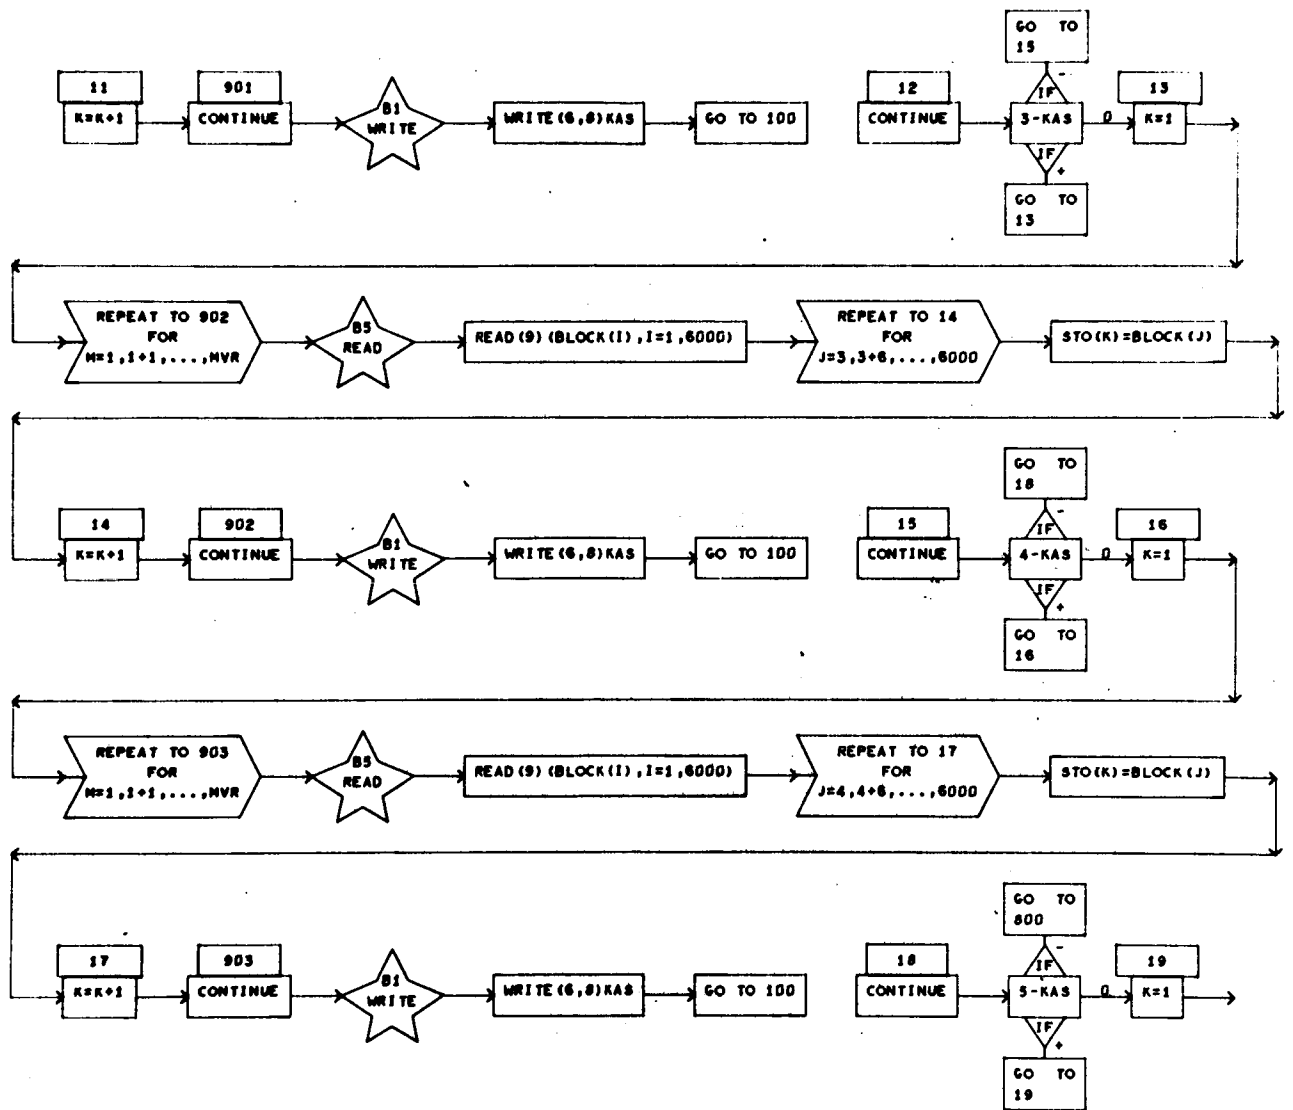 GO TO
15
11
901
12
13
K=K+1
CONTINUE
B1
WRITE
WRITE(6,8)KAS
GO TO 100
CONTINUE
IF
-
3-KAS
0
K=1
IF
+
GO TO
13
REPEAT TO 902
FOR
M=1,1+1,...,MVR
B5
READ
READ(9)(BLOCK(I),I=1,6000)
REPEAT TO 14
FOR
J=3,3+6,...,6000
STO(K)=BLOCK(J)
GO TO
18
14
902
15
16
K=K+1
CONTINUE
B1
WRITE
WRITE(6,8)KAS
GO TO 100
CONTINUE
IF
-
4-KAS
0
K=1
IF
+
GO TO
16
REPEAT TO 903
FOR
M=1,1+1,...,MVR
B5
READ
READ(9)(BLOCK(I),I=1,6000)
REPEAT TO 17
FOR
J=4,4+6,...,6000
STO(K)=BLOCK(J)
GO TO
800
17
903
18
19
K=K+1
CONTINUE
B1
WRITE
WRITE(6,8)KAS
GO TO 100
CONTINUE
IF
-
5-KAS
0
K=1
IF
+
GO TO
19